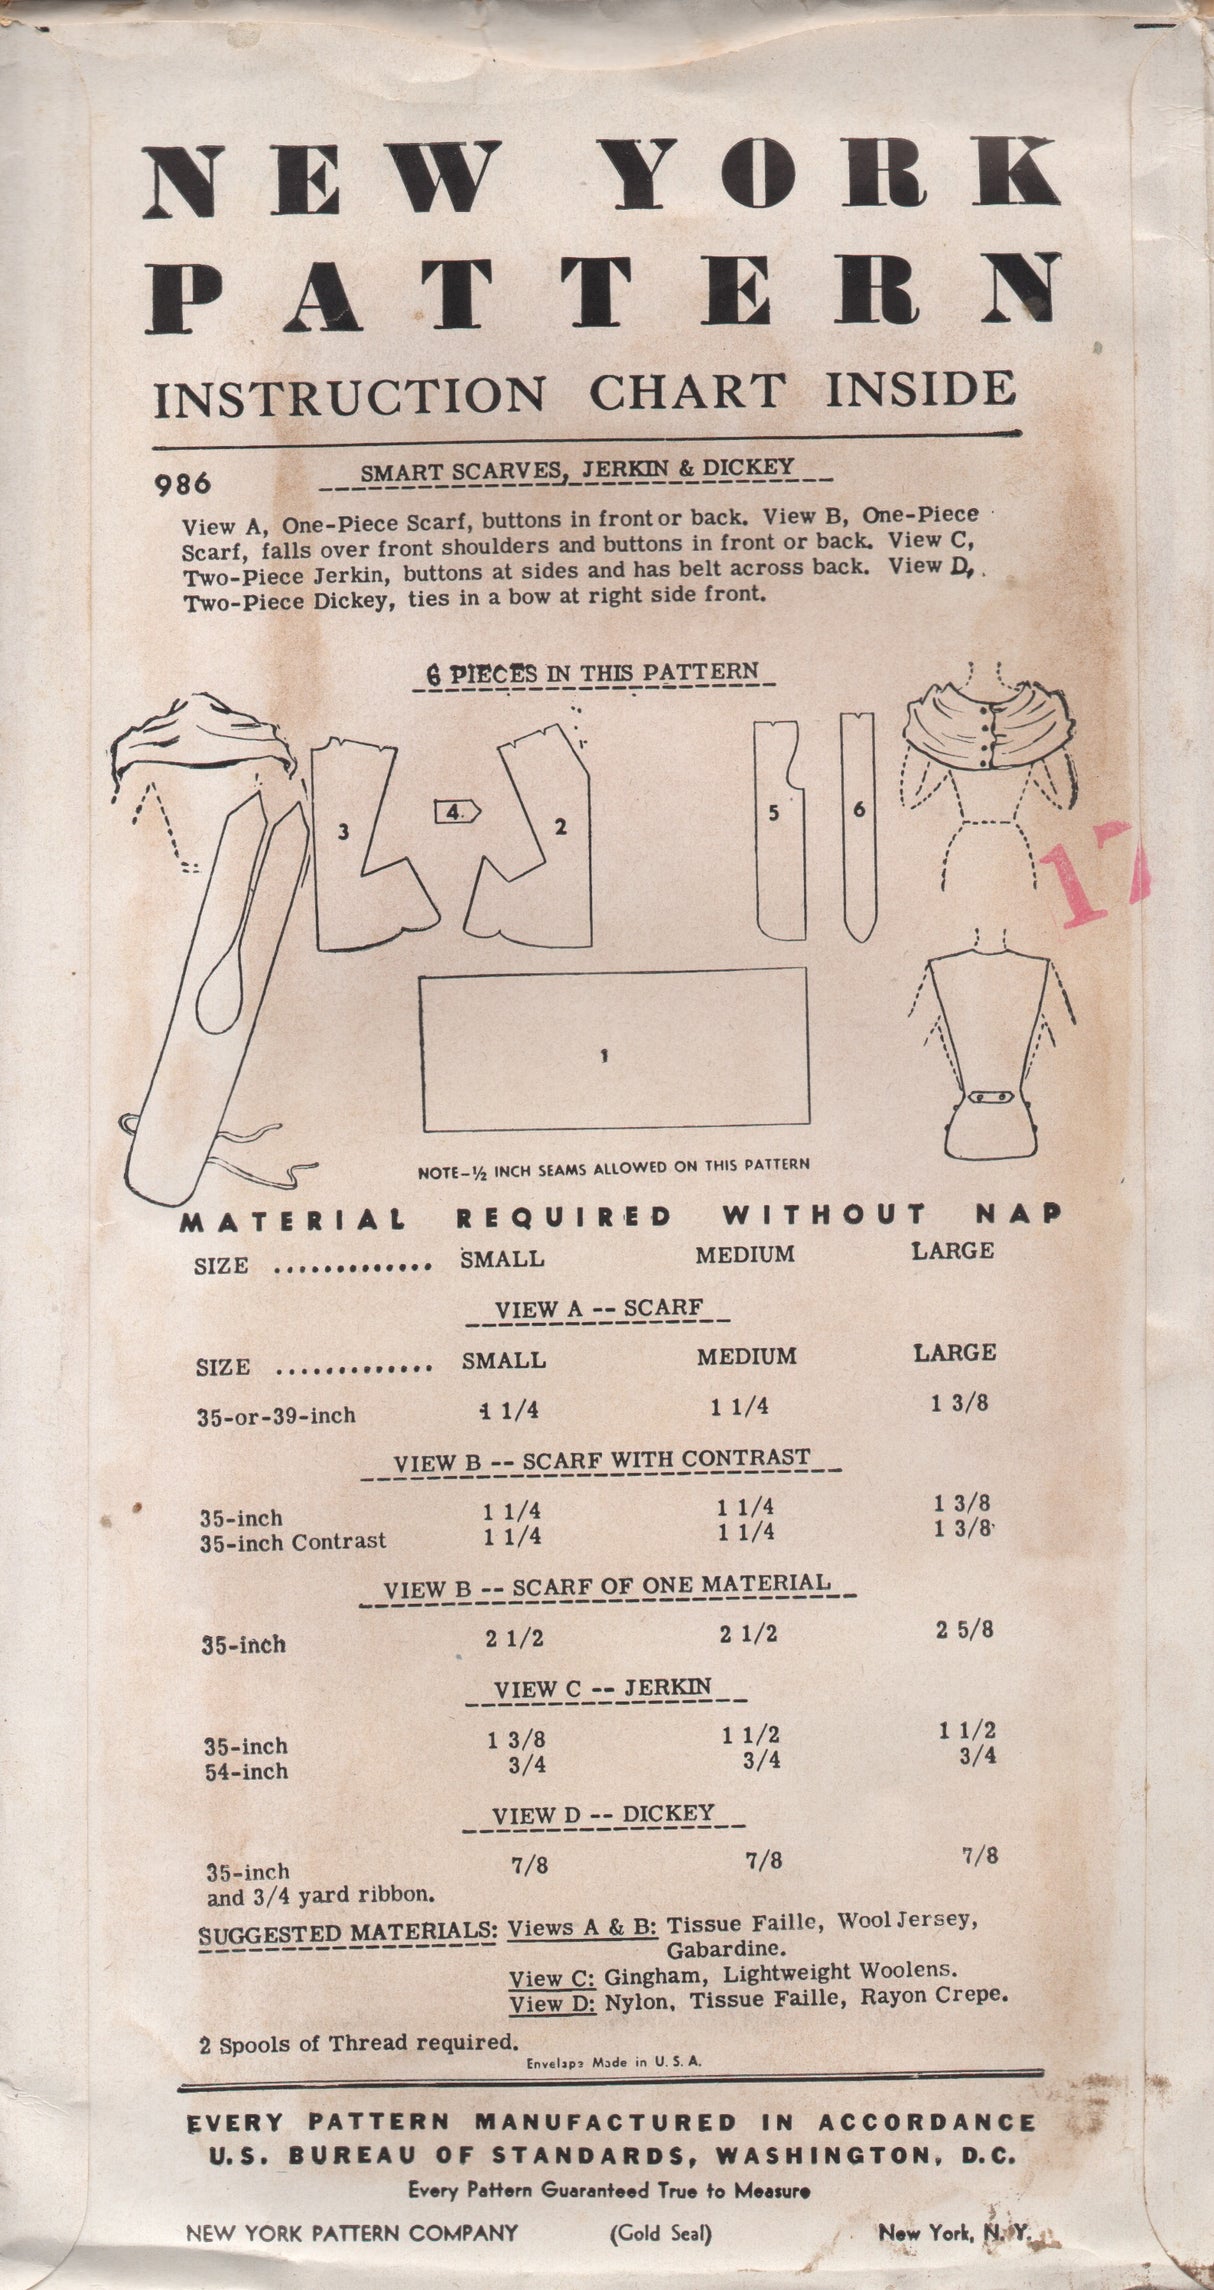 NEW YORK
PATTERN
INSTRUCTION CHART INSIDE
986 SMART SCARVES, JERKIN & DICKEY
View A, One-Piece Scarf, buttons in front or back. View B, One-Piece
Scarf, falls over front shoulders and buttons in front or back. View C,
Two-Piece Jerkin, buttons at sides and has belt across back. View D,
Two-Piece Dickey, ties in a bow at right side front.
6 PIECES IN THIS PATTERN
3 4 2 5 6
17
1
NOTE-½ INCH SEAMS ALLOWED ON THIS PATTERN
MATERIAL REQUIRED WITHOUT NAP
SIZE ............. SMALL MEDIUM LARGE
VIEW A -- SCARF
SIZE ............. SMALL MEDIUM LARGE
35-or-39-inch 1 1/4 1 1/4 1 3/8
VIEW B -- SCARF WITH CONTRAST
35-inch 1 1/4 1 1/4 1 3/8
35-inch Contrast 1 1/4 1 1/4 1 3/8
VIEW B -- SCARF OF ONE MATERIAL
35-inch 2 1/2 2 1/2 2 5/8
VIEW C -- JERKIN
35-inch 1 3/8 1 1/2 1 1/2
54-inch 3/4 3/4 3/4
VIEW D -- DICKEY
35-inch 7/8 7/8 7/8
and 3/4 yard ribbon.
SUGGESTED MATERIALS: Views A & B: Tissue Faille, Wool Jersey,
Gabardine.
View C: Gingham, Lightweight Woolens.
View D: Nylon, Tissue Faille, Rayon Crepe.
2 Spools of Thread required.
Envelope Made in U. S. A.
EVERY PATTERN MANUFACTURED IN ACCORDANCE
U.S. BUREAU OF STANDARDS, WASHINGTON, D.C.
Every Pattern Guaranteed True to Measure
NEW YORK PATTERN COMPANY (Gold Seal) New York, N. Y.